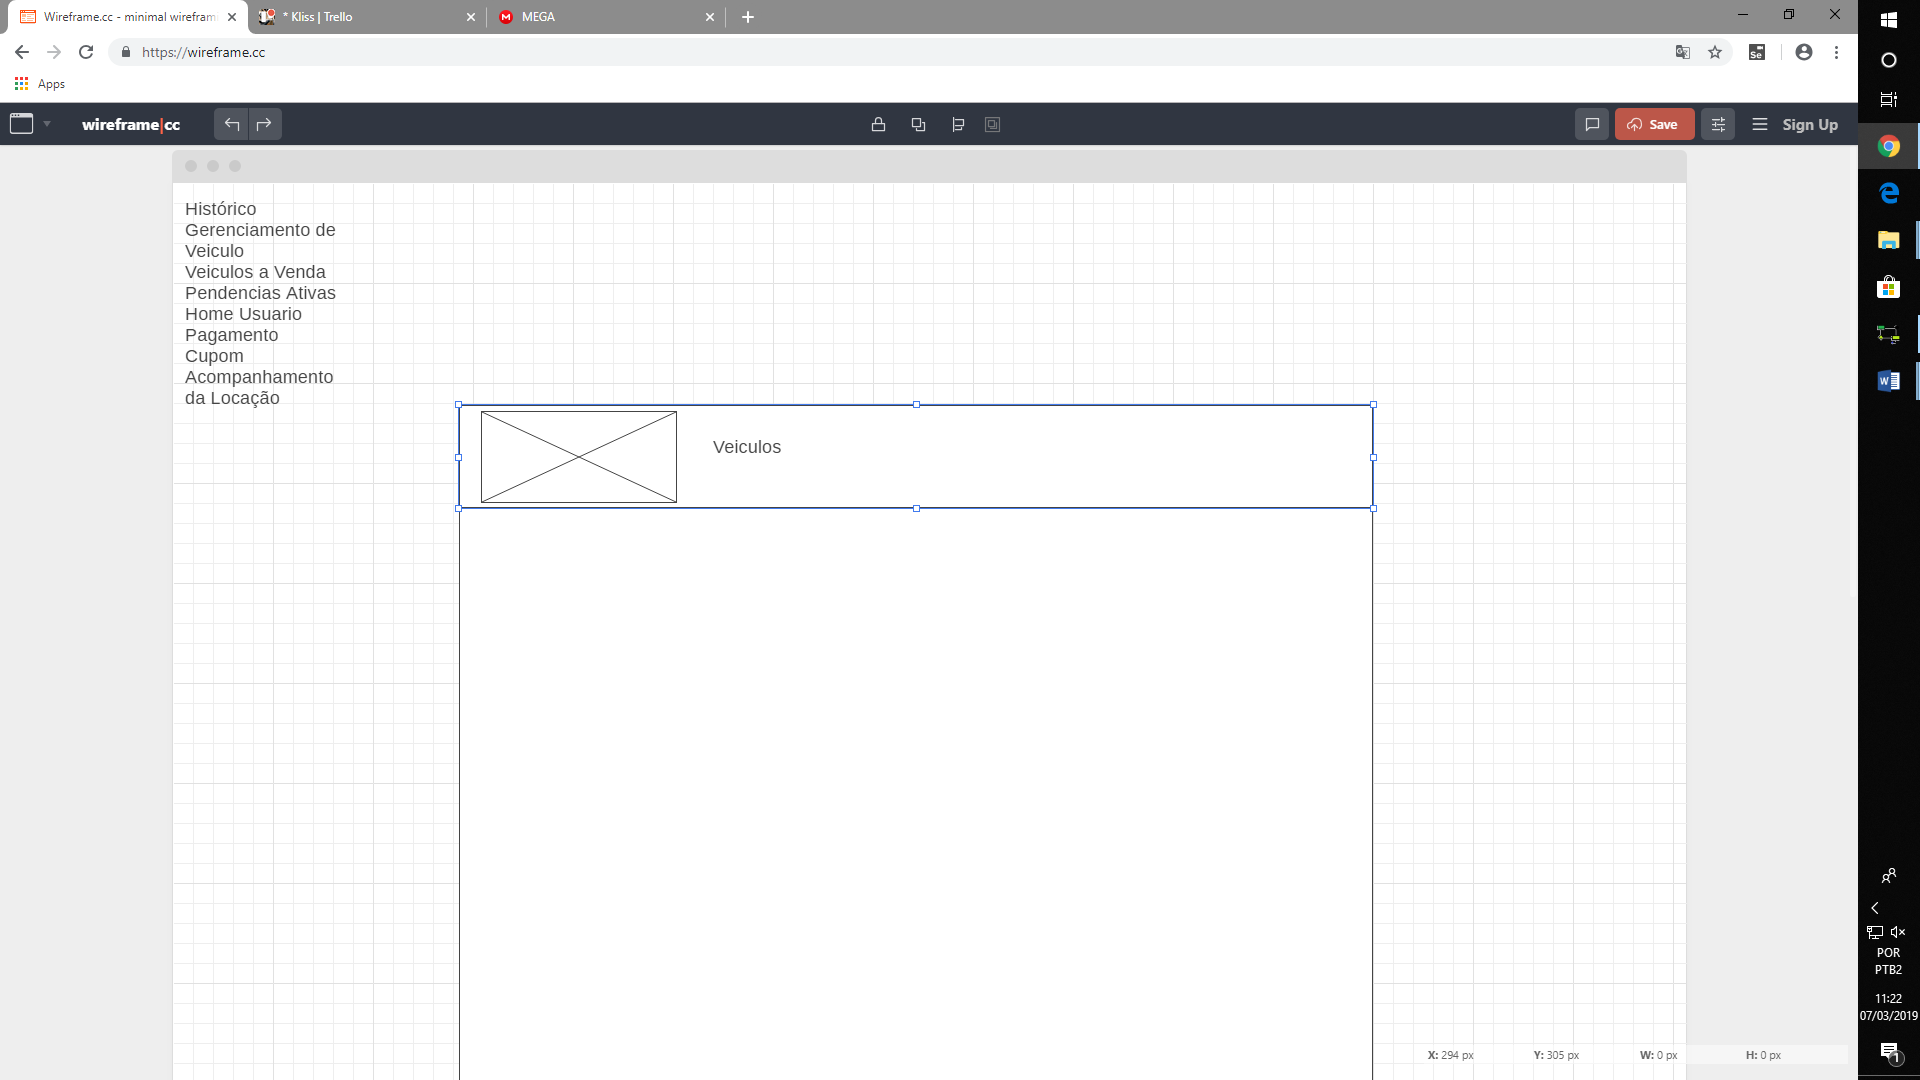 Wireframe.cc - minimal wirefram
* Kliss | Trello
MEGA
https://wireframe.cc
Se
Apps
wireframe|cc
Save
Sign Up
Histórico
Gerenciamento de
Veiculo
Veiculos a Venda
Pendencias Ativas
Home Usuario
Pagamento
Cupom
Acompanhamento
da Locação
Veiculos
X: 294 px
Y: 305 px
W: 0 px
H: 0 px
POR
PTB2
11:22
07/03/2019
1